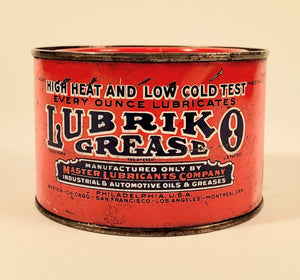 HIGH HEAT AND LOW COLD TEST
EVERY OUNCE LUBRICATES
LUBRIKO
GREASE
MANUFACTURED ONLY BY
MASTER LUBRICANTS COMPANY
INDUSTRIAL & AUTOMOTIVE OILS & GREASES
PHILADELPHIA U.S.A.
BOSTON-CHICAGO-SAN FRANCISCO-LOS ANGELES-MONTREAL, CAN.